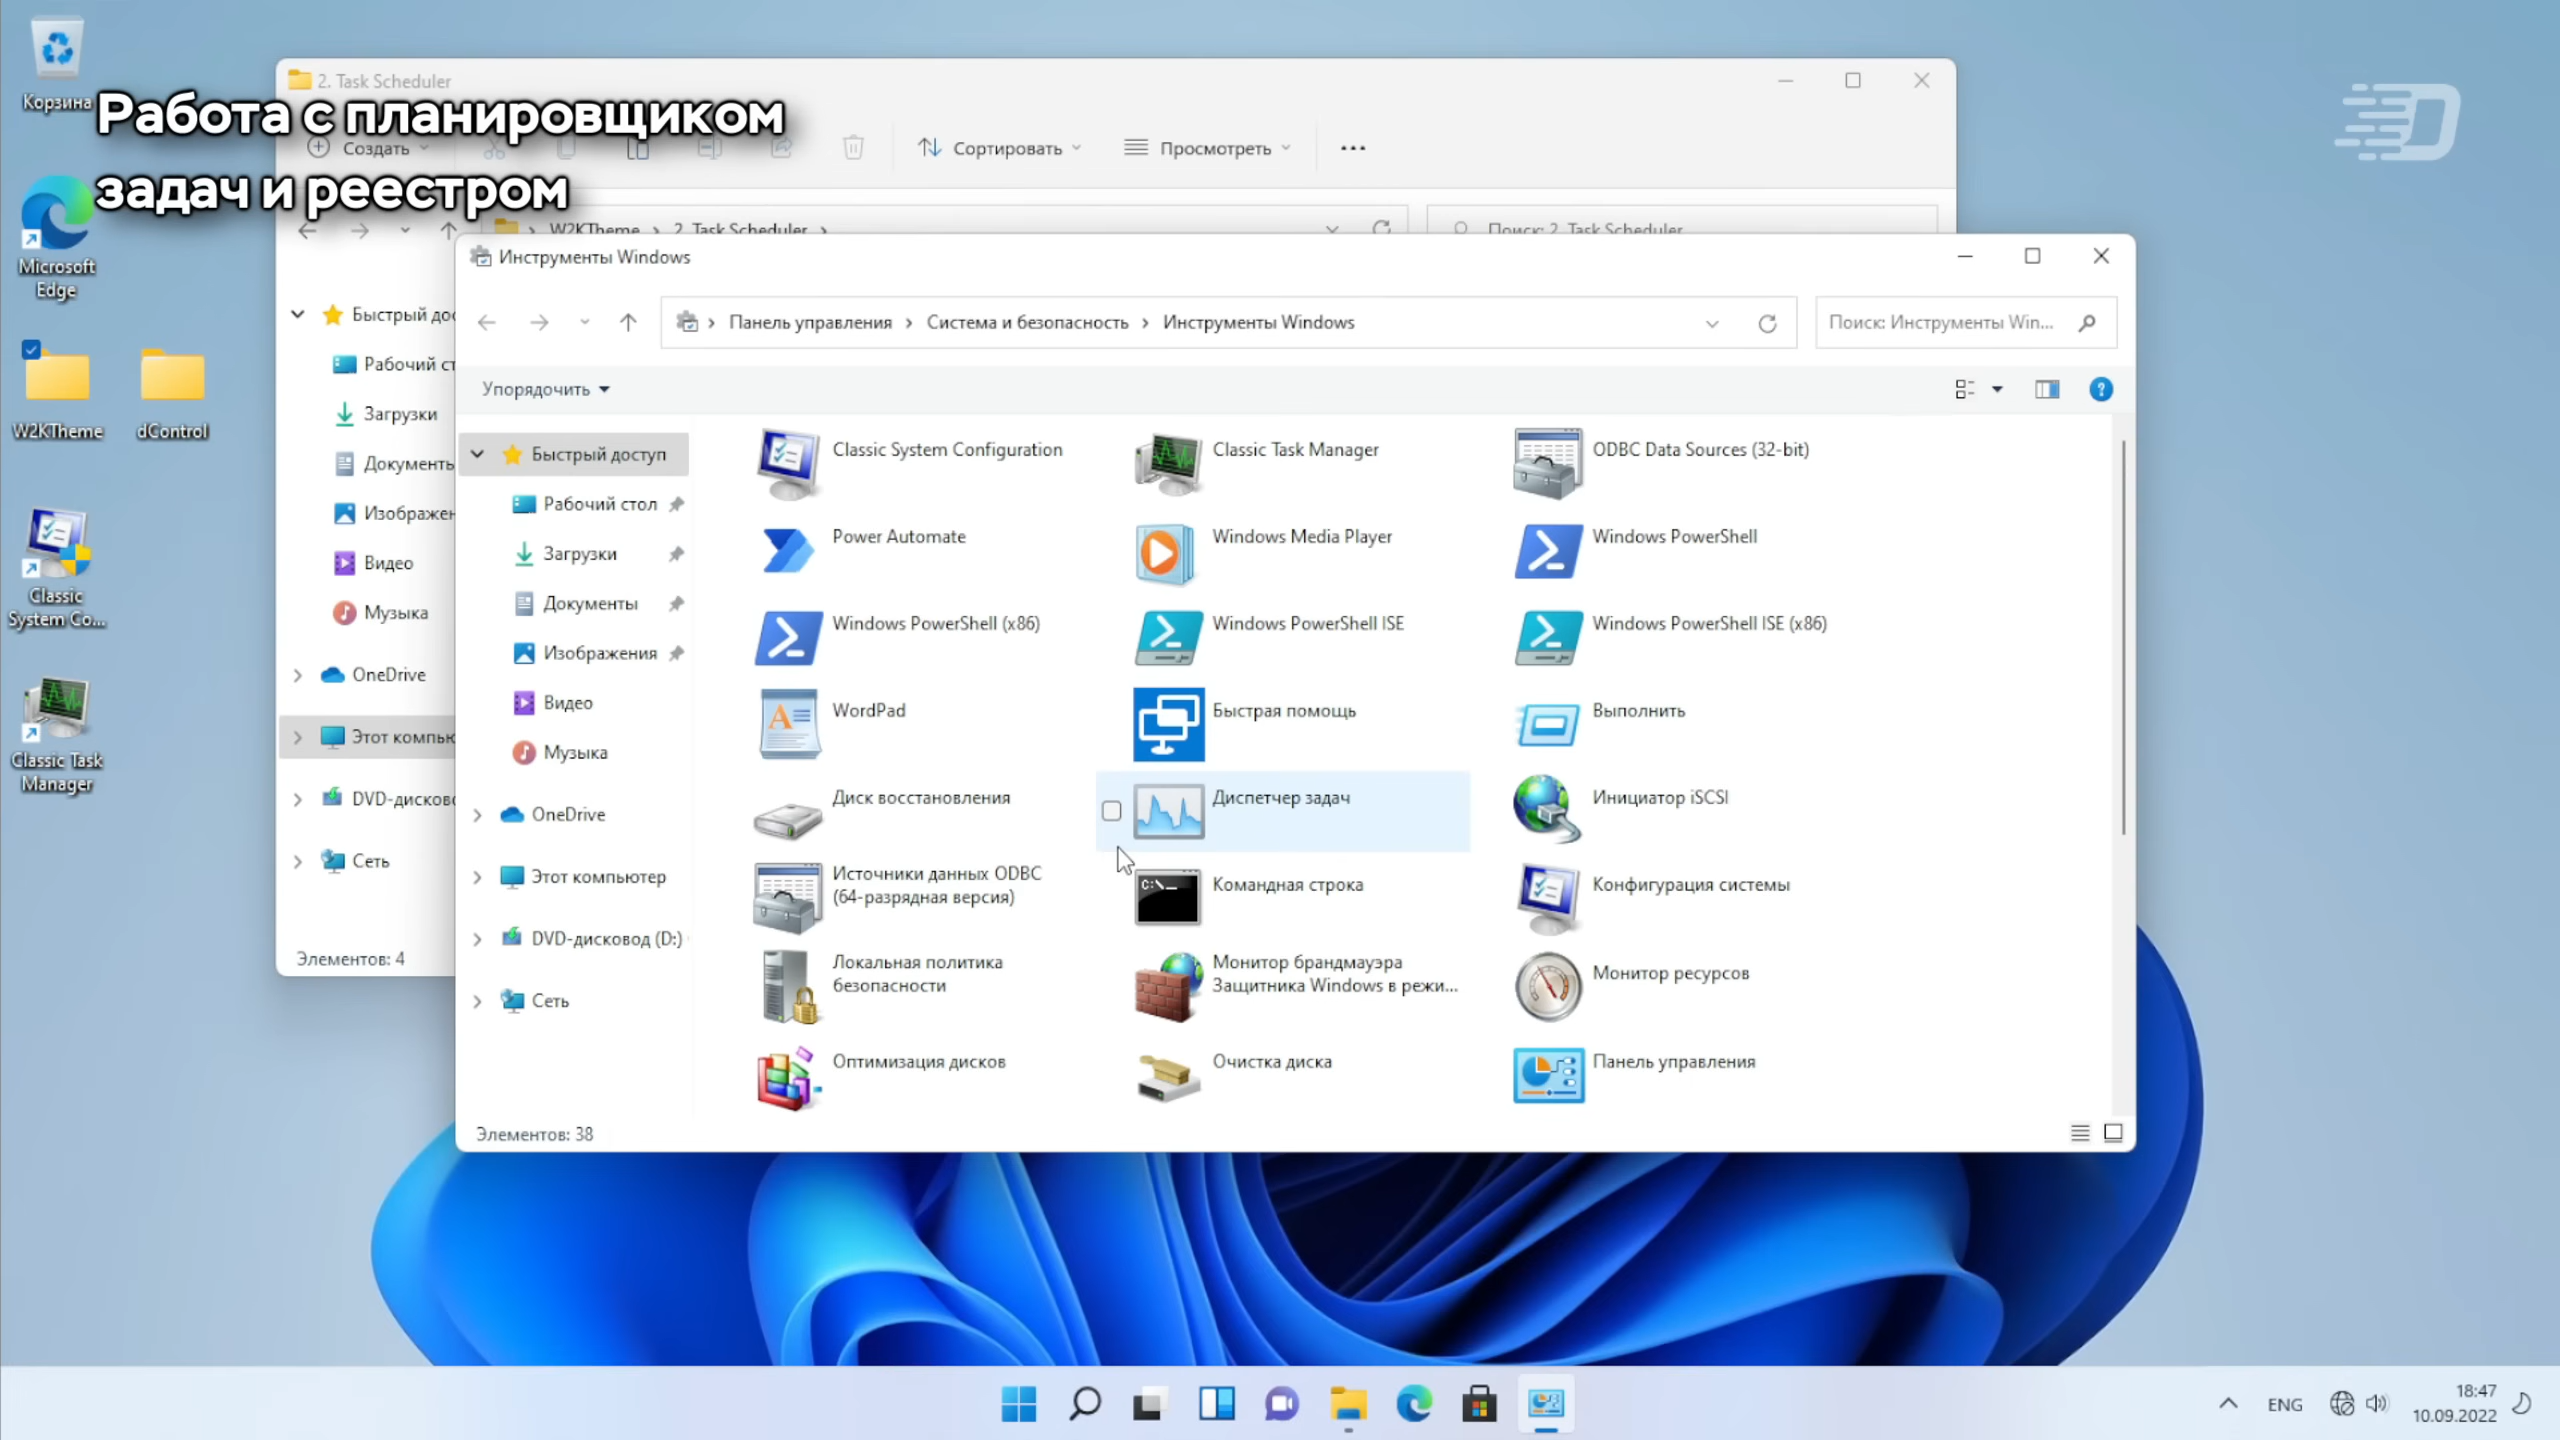 Корзина
Microsoft
Edge
W2KTheme
dControl
Classic
System Co...
Classic Task
Manager
Работа с планировщиком
задач и реестром
2. Task Scheduler
Создать
Сортировать
Просмотреть
W2KTheme
2. Task Scheduler
Поиск: 2. Task Scheduler
Быстрый дос
Рабочий ст
Загрузки
Документь
Изображен
Видео
Музыка
OneDrive
Этот компью
DVD-дисково
Сеть
Элементов: 4
Инструменты Windows
Панель управления
Система и безопасность
Инструменты Windows
Поиск: Инструменты Win...
Упорядочить
Быстрый доступ
Рабочий стол
Загрузки
Документы
Изображения
Видео
Музыка
OneDrive
Этот компьютер
DVD-дисковод (D:)
Сеть
Classic System Configuration
Classic Task Manager
ODBC Data Sources (32-bit)
Power Automate
Windows Media Player
Windows PowerShell
Windows PowerShell (x86)
Windows PowerShell ISE
Windows PowerShell ISE (x86)
WordPad
Быстрая помощь
Выполнить
Диск восстановления
Диспетчер задач
Инициатор iSCSI
Источники данных ODBC
(64-разрядная версия)
Командная строка
Конфигурация системы
Локальная политика
безопасности
Монитор брандмауэра
Защитника Windows в режи...
Монитор ресурсов
Оптимизация дисков
Очистка диска
Панель управления
Элементов: 38
ENG
18:47
10.09.2022